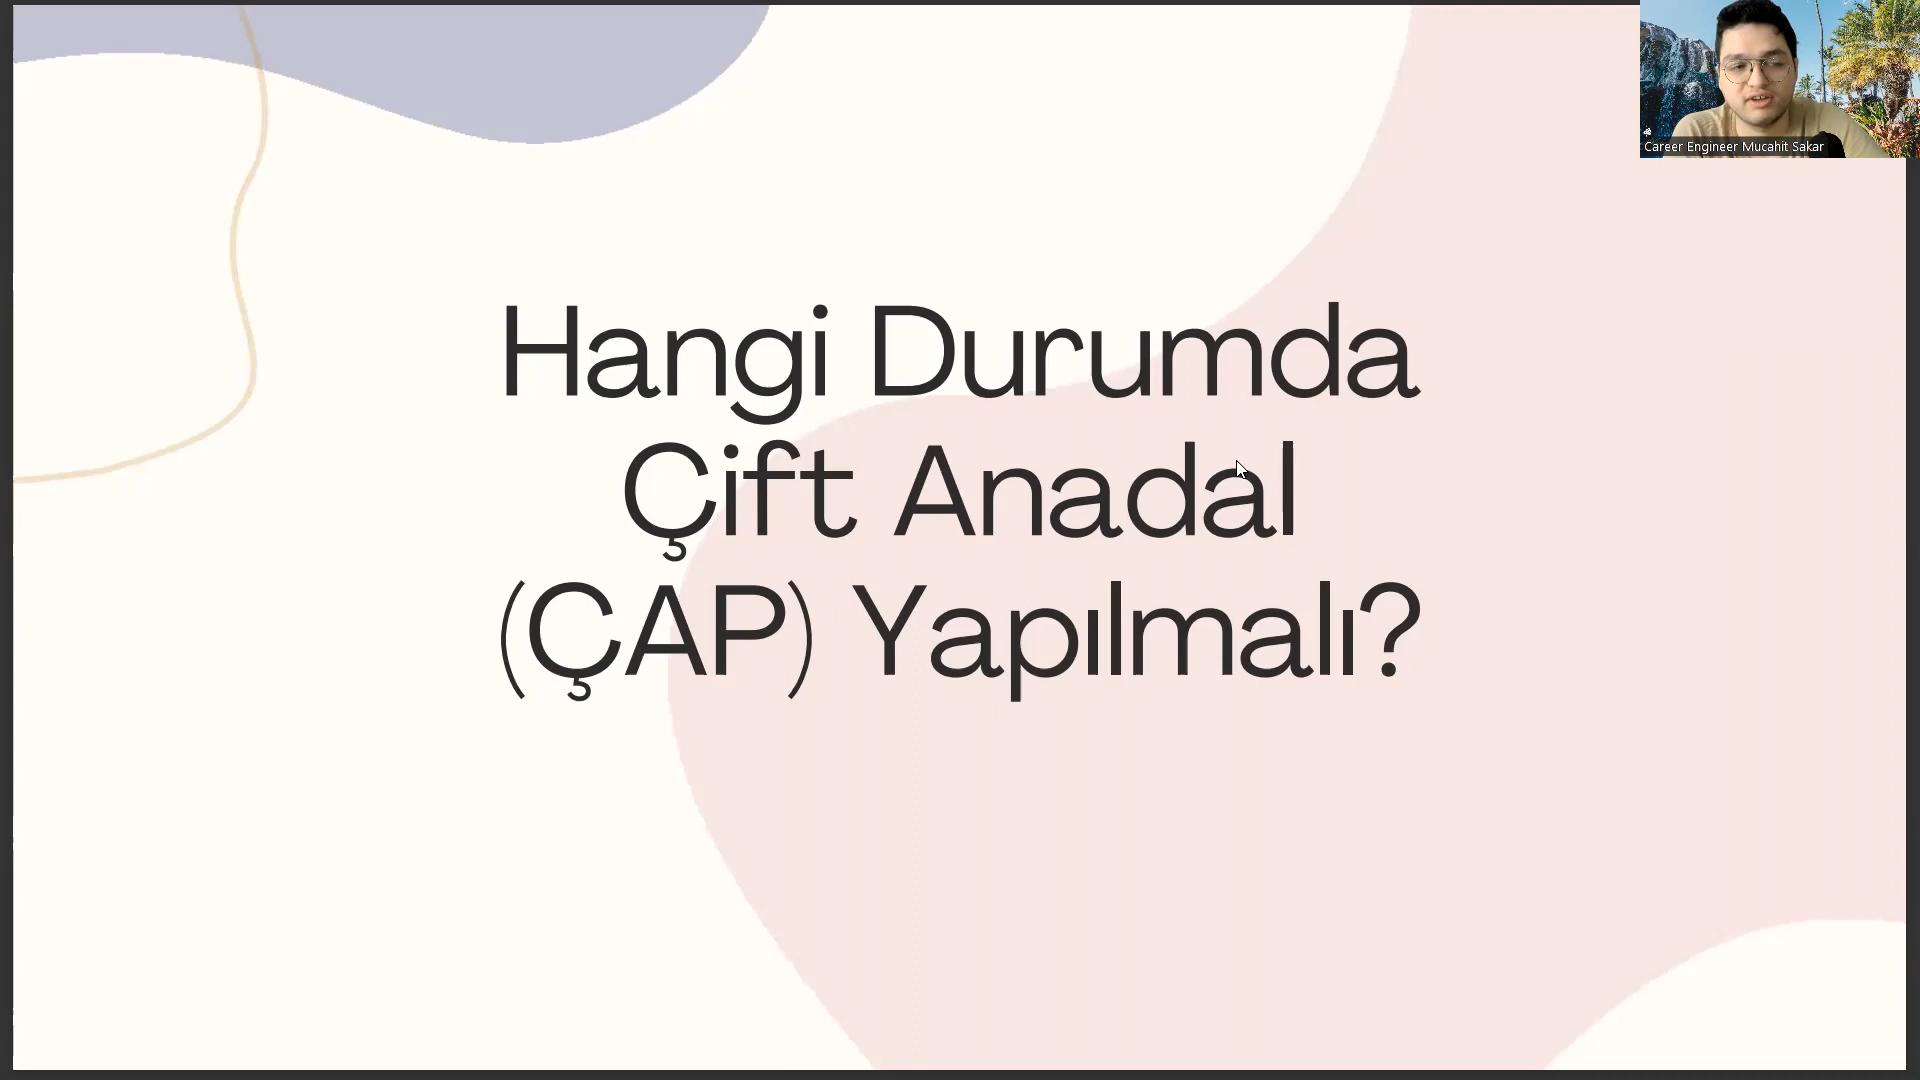 Career Engineer Mucahit Sakar
Hangi Durumda
Çift Anadal
(ÇAP) Yapılmalı?